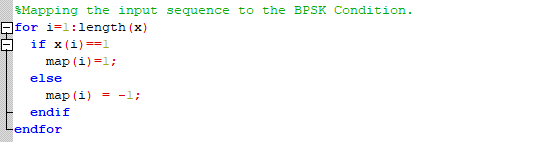 %Mapping the input sequence to the BPSK Condition.
for i=1:length(x)
if x(i)==1
map(i)=1;
else
map(i) = -1;
endif
endfor